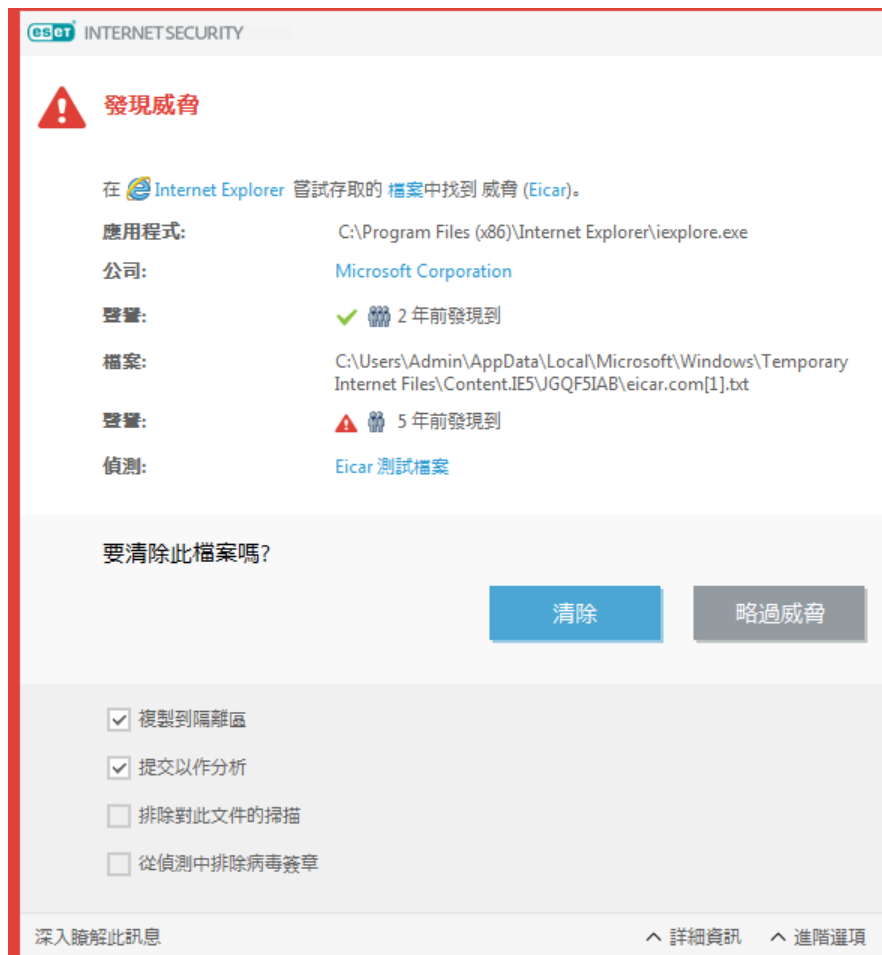 eset INTERNET SECURITY
發現威脅
在 Internet Explorer 嘗試存取的 檔案中找到 威脅 (Eicar)。
應用程式: C:\Program Files (x86)\Internet Explorer\iexplore.exe
公司: Microsoft Corporation
聲譽: 2 年前發現到
檔案: C:\Users\Admin\AppData\Local\Microsoft\Windows\Temporary
Internet Files\Content.IE5\JGQF5IAB\eicar.com[1].txt
聲譽: 5 年前發現到
偵測: Eicar 測試檔案
要清除此檔案嗎?
清除 略過威脅
複製到隔離區
提交以作分析
排除對此文件的掃描
從偵測中排除病毒簽章
深入瞭解此訊息 詳細資訊 進階選項